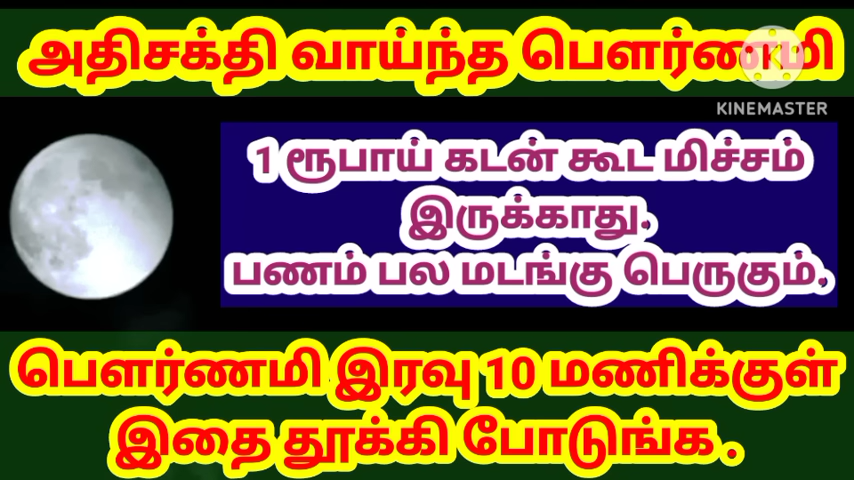 அதிசக்தி வாய்ந்த பௌர்ணமி
KINEMASTER
1 ரூபாய் கடன் கூட மிச்சம்
இருக்காது.
பணம் பல மடங்கு பெருகும்.
பௌர்ணமி இரவு 10 மணிக்குள்
இதை தூக்கி போடுங்க .